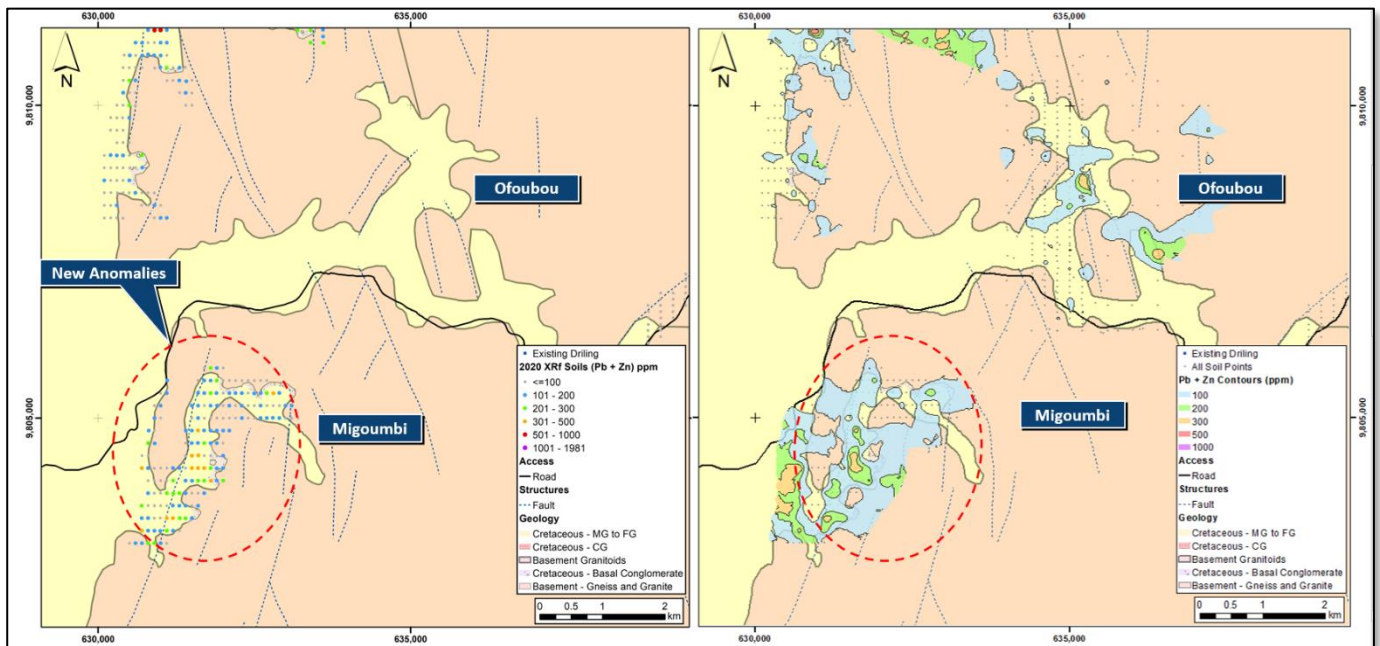 630,000
635,000
N
9,810,000
Ofoubou
New Anomalies
9,805,000
Migoumbi
Existing Driling
2020 XRf Soils (Pb + Zn) ppm
<=100
101 - 200
201 - 300
301 - 500
501 - 1000
1001 - 1981
Access
Road
Structures
Fault
Geology
Cretaceous - MG to FG
Cretaceous - CG
Basement Granitoids
Cretaceous - Basal Conglomerate
Basement - Gneiss and Granite
0 0.5 1 2
km
630,000
635,000
630,000
635,000
N
9,810,000
Ofoubou
9,805,000
Migoumbi
Existing Driling
All Soil Points
Pb + Zn Contours (ppm)
100
200
300
500
1000
Access
Road
Structures
Fault
Geology
Cretaceous - MG to FG
Cretaceous - CG
Basement Granitoids
Cretaceous - Basal Conglomerate
Basement - Gneiss and Granite
0 0.5 1 2
km
630,000
635,000